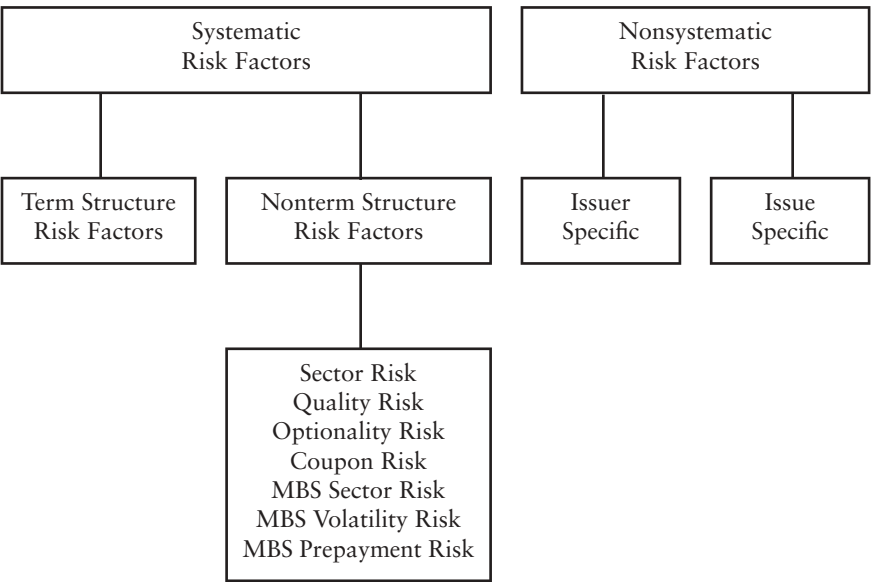 Systematic
Risk Factors
Nonsystematic
Risk Factors
Term Structure
Risk Factors
Nonterm Structure
Risk Factors
Issuer
Specific
Issue
Specific
Sector Risk
Quality Risk
Optionality Risk
Coupon Risk
MBS Sector Risk
MBS Volatility Risk
MBS Prepayment Risk